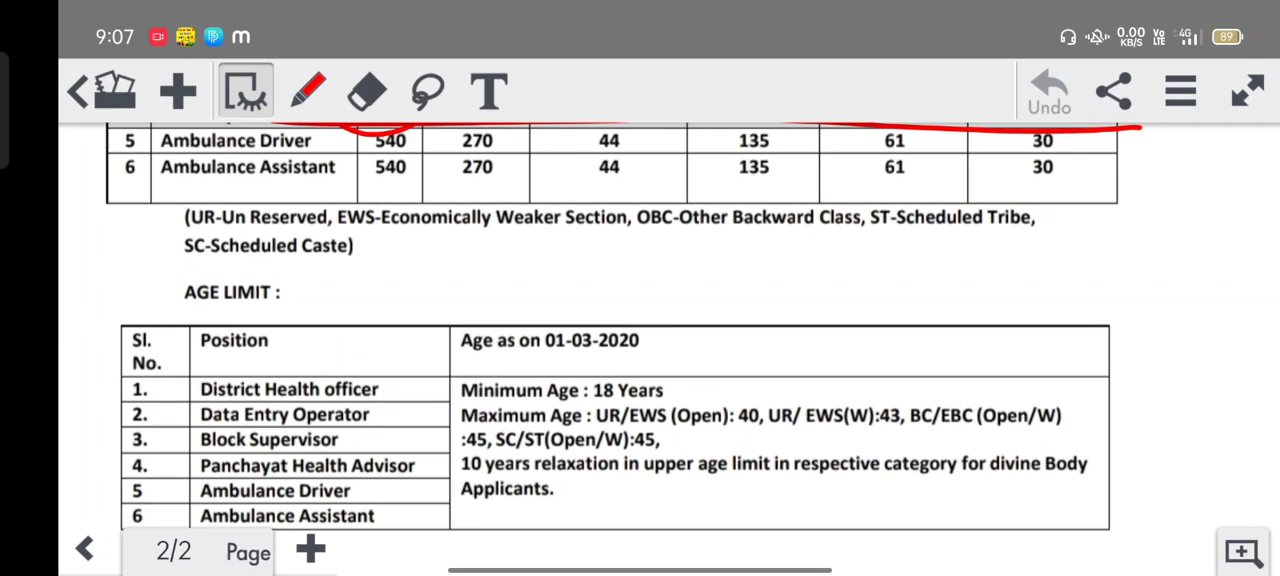 9:07 m 0.00 KB/S Vo LTE 4G 89
T Undo
5 Ambulance Driver 540 270 44 135 61 30
6 Ambulance Assistant 540 270 44 135 61 30
(UR-Un Reserved, EWS-Economically Weaker Section, OBC-Other Backward Class, ST-Scheduled Tribe,
SC-Scheduled Caste)
AGE LIMIT :
Sl. No. Position Age as on 01-03-2020
1. District Health officer Minimum Age : 18 Years
2. Data Entry Operator Maximum Age : UR/EWS (Open): 40, UR/ EWS(W):43, BC/EBC (Open/W)
3. Block Supervisor :45, SC/ST(Open/W):45,
4. Panchayat Health Advisor 10 years relaxation in upper age limit in respective category for divine Body
5 Ambulance Driver Applicants.
6 Ambulance Assistant
2/2 Page